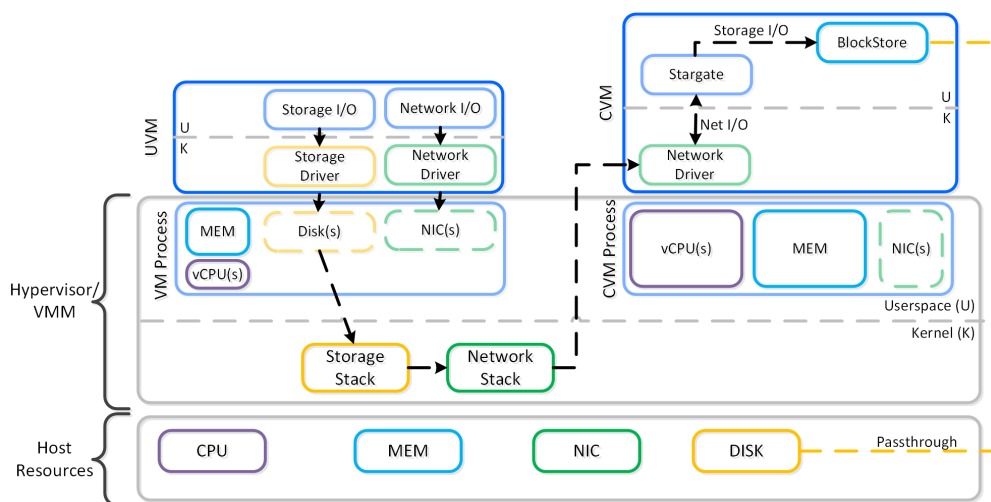 Storage I/O
BlockStore
Stargate
U
K
CVM
Net I/O
Network
Driver
UVM
Storage I/O
Network I/O
U
K
Storage
Driver
Network
Driver
Hypervisor/
VMM
VM Process
MEM
vCPU(s)
Disk(s)
NIC(s)
CVM Process
vCPU(s)
MEM
NIC(s)
Userspace (U)
Kernel (K)
Storage
Stack
Network
Stack
Host
Resources
CPU
MEM
NIC
DISK
Passthrough